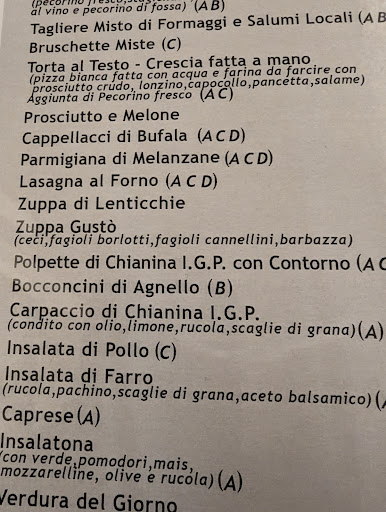 (pecorino fresco,
al vino e pecorino di fossa) (A B)
Tagliere Misto di Formaggi e Salumi Locali (A B
Bruschette Miste (C)
Torta al Testo - Crescia fatta a mano
(pizza bianca fatta con acqua e farina da farcire con
prosciutto crudo, lonzino,capocollo,pancetta,salame)
Aggiunta di Pecorino fresco (A C)
Prosciutto e Melone
Cappellacci di Bufala (A C D)
Parmigiana di Melanzane (A C D)
Lasagna al Forno (A C D)
Zuppa di Lenticchie
Zuppa Gustò
(ceci,fagioli borlotti,fagioli cannellini,barbazza)
Polpette di Chianina I.G.P. con Contorno (A C
Bocconcini di Agnello (B)
Carpaccio di Chianina I.G.P.
(condito con olio,limone,rucola,scaglie di grana) (A)
Insalata di Pollo (C)
Insalata di Farro
(rucola,pachino,scaglie di grana,aceto balsamico) (A
Caprese (A)
Insalatona
(con verde,pomodori,mais,
mozzarelline, olive e rucola) (A)
Verdura del Giorno